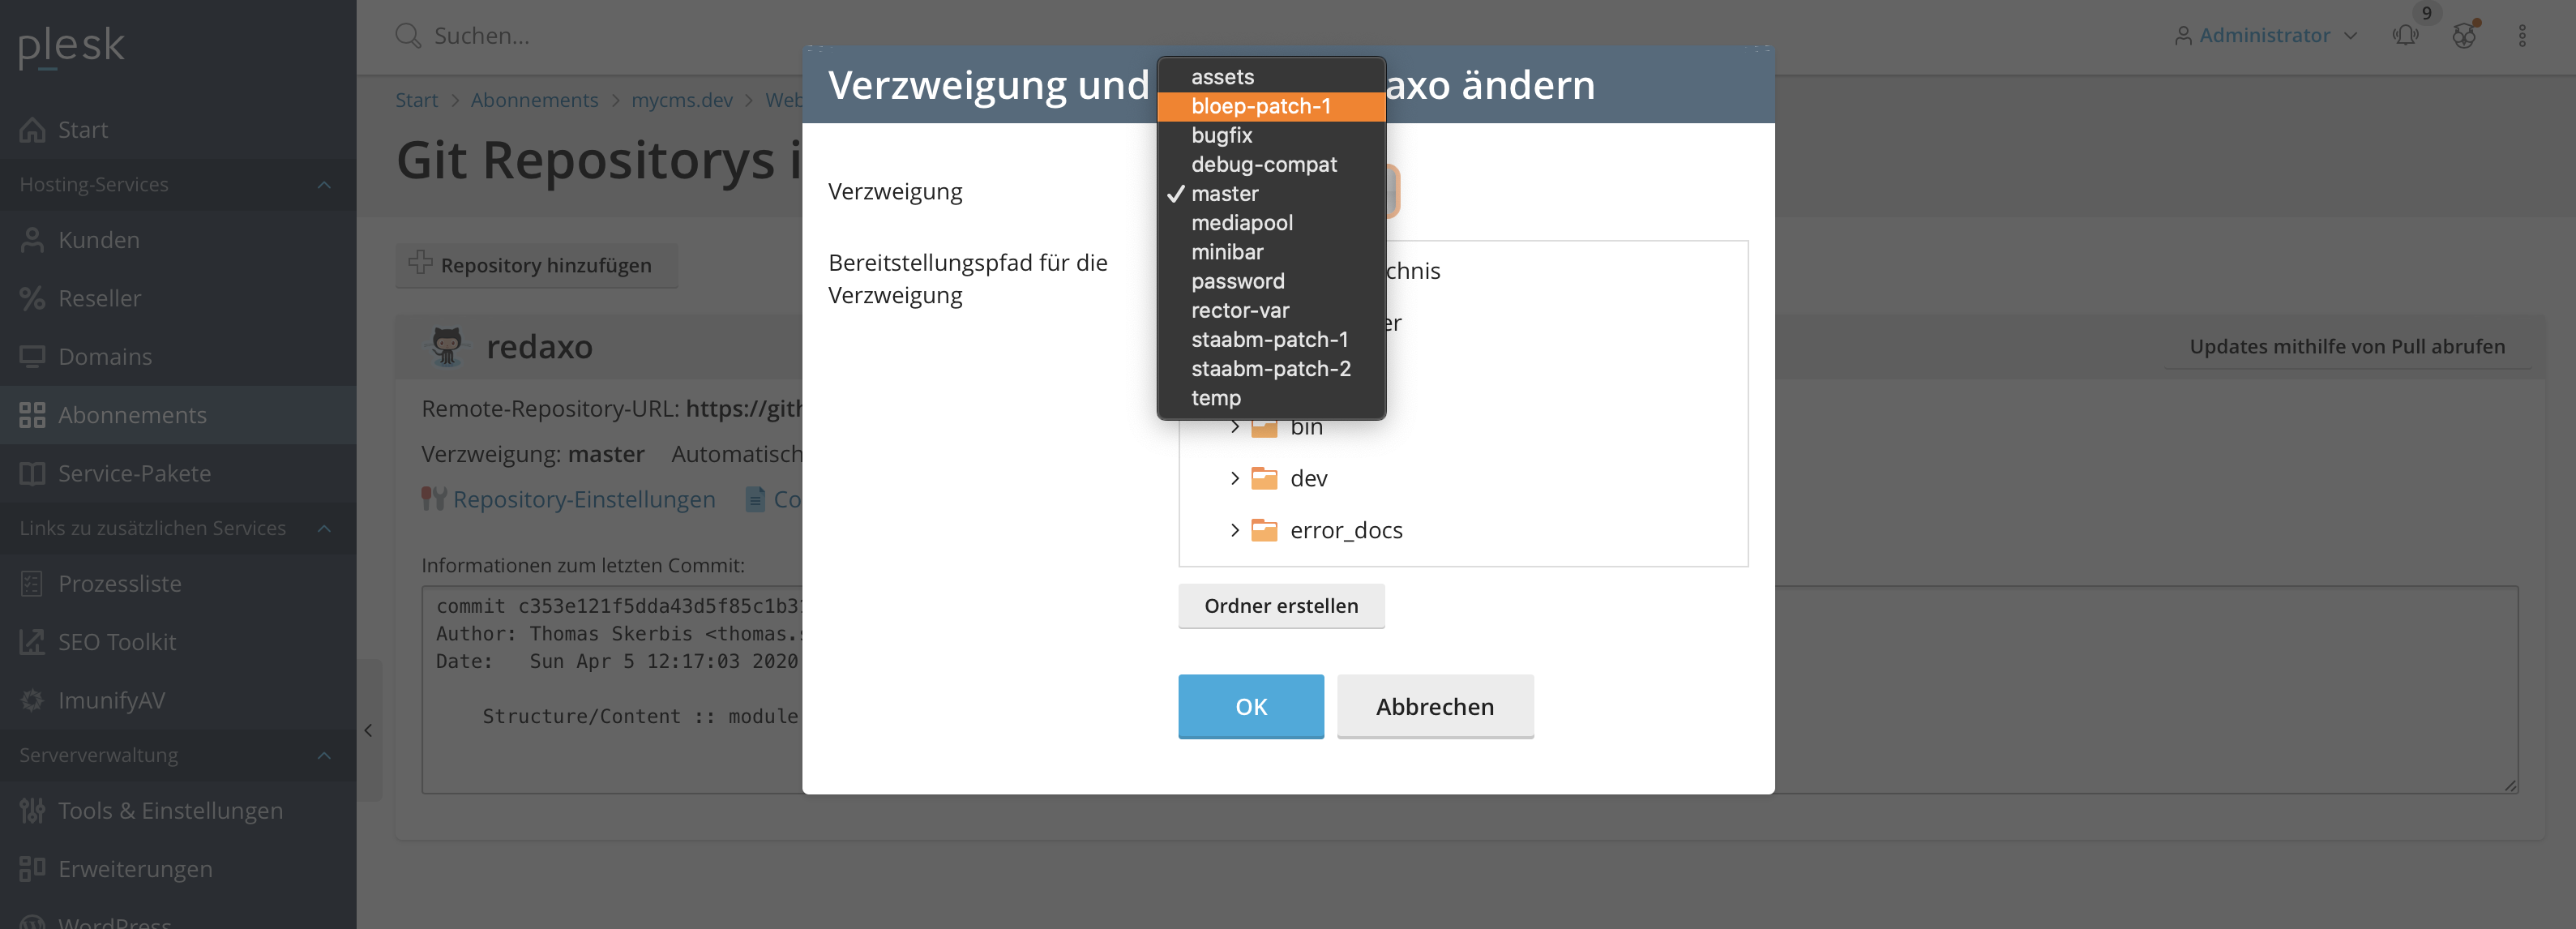 plesk
Start
Hosting-Services
Kunden
Reseller
Domains
Abonnements
Service-Pakete
Links zu zusätzlichen Services
Prozessliste
SEO Toolkit
ImunifyAV
Serververwaltung
Tools & Einstellungen
Erweiterungen
WordPress
Suchen...
Administrator
9
Start > Abonnements > mycms.dev > Web
Git Repositorys i
Repository hinzufügen
redaxo
Updates mithilfe von Pull abrufen
Remote-Repository-URL: https://gith
Verzweigung: master Automatisch
Repository-Einstellungen Co
Informationen zum letzten Commit:
commit c353e121f5dda43d5f85c1b3
Author: Thomas Skerbis <thomas.
Date: Sun Apr 5 12:17:03 2020
Structure/Content :: module
Verzweigung und axo ändern
Verzweigung
assets
bloep-patch-1
bugfix
debug-compat
master
mediapool
minibar
password
rector-var
staabm-patch-1
staabm-patch-2
temp
Bereitstellungspfad für die
Verzweigung
chnis
er
bin
dev
error_docs
Ordner erstellen
OK
Abbrechen